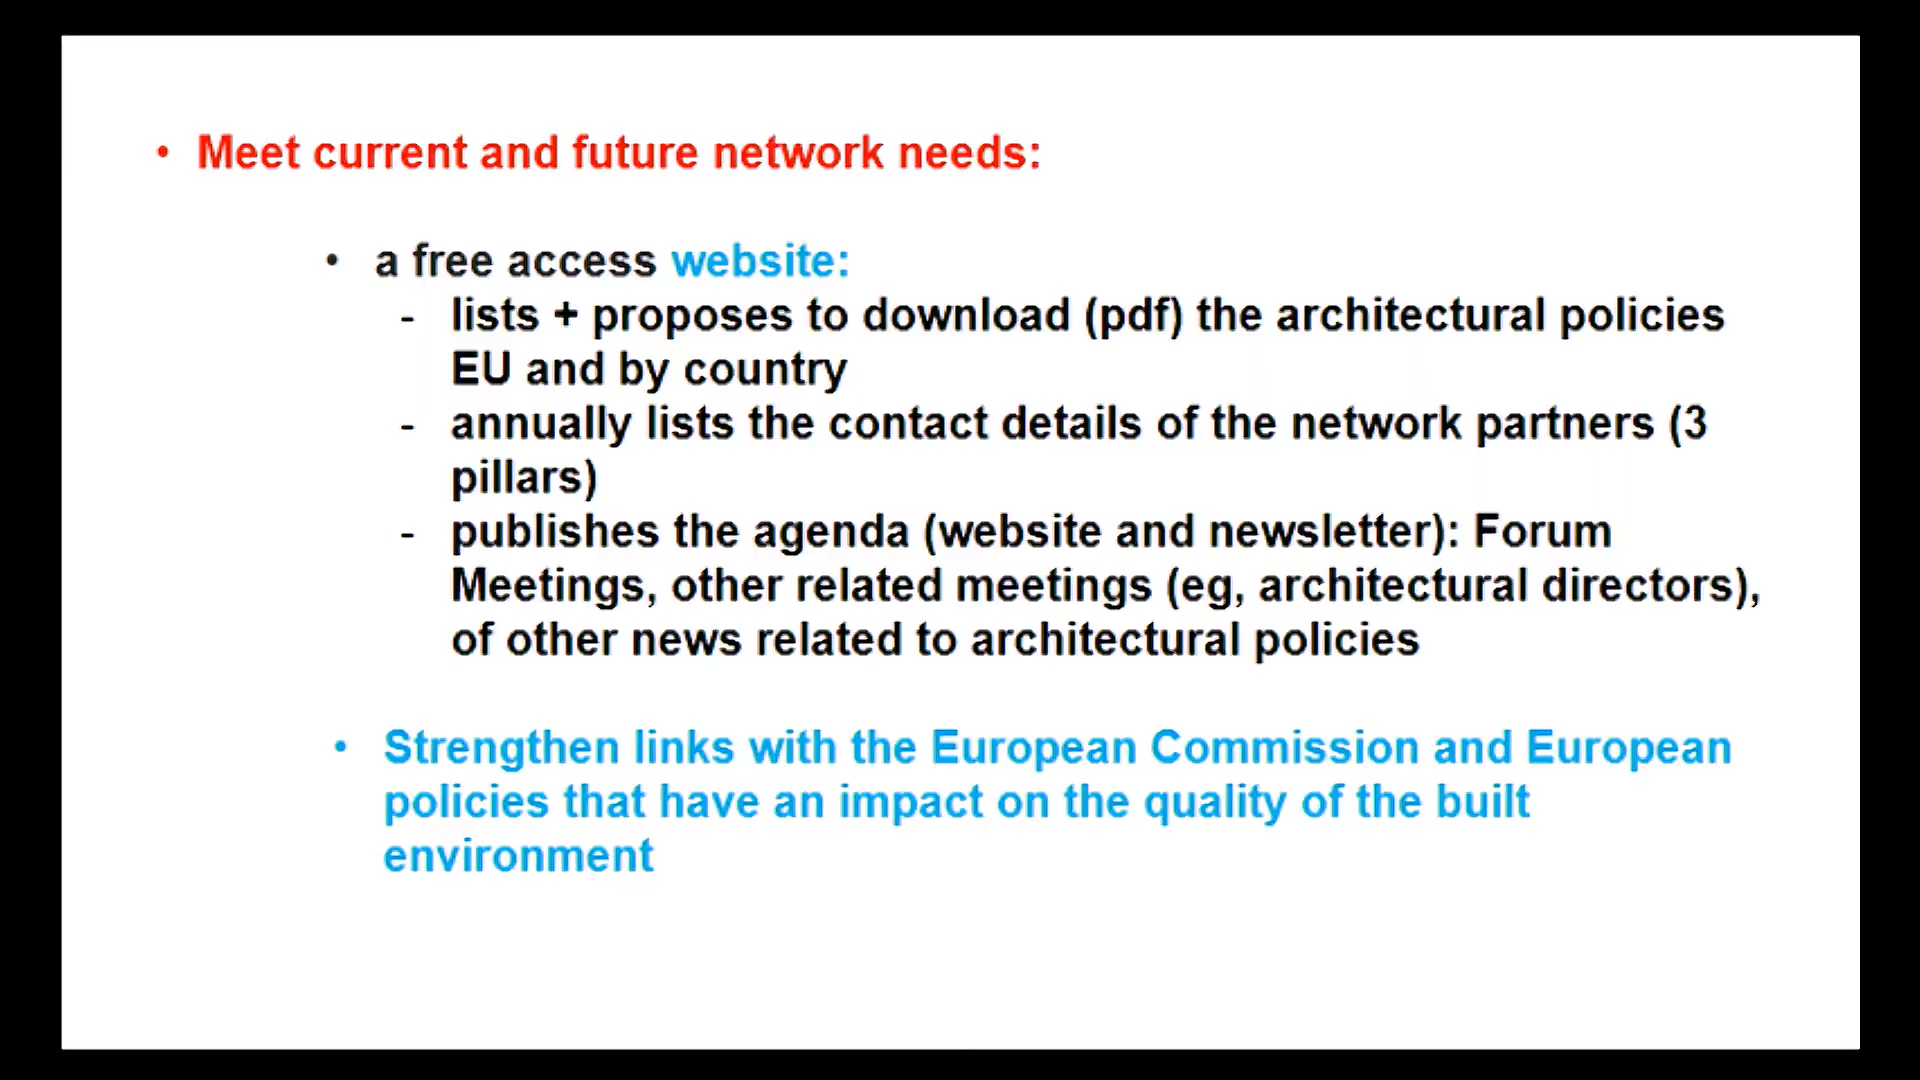 • Meet current and future network needs:
• a free access website:
- lists + proposes to download (pdf) the architectural policies
EU and by country
- annually lists the contact details of the network partners (3
pillars)
- publishes the agenda (website and newsletter): Forum
Meetings, other related meetings (eg, architectural directors),
of other news related to architectural policies
• Strengthen links with the European Commission and European
policies that have an impact on the quality of the built
environment